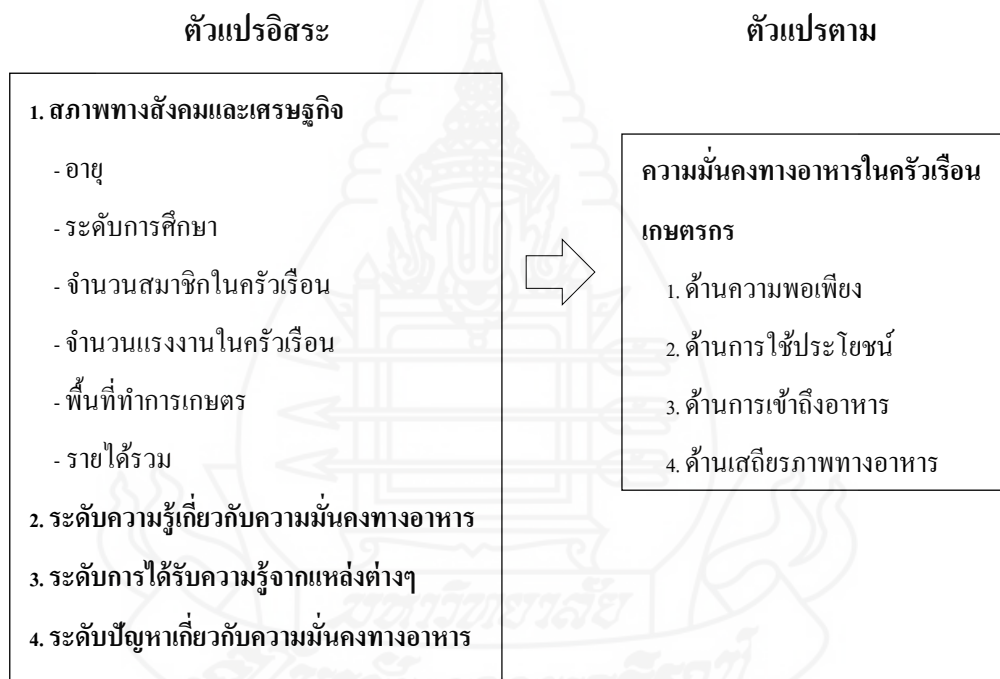 ตัวแปรอิสระ
ตัวแปรตาม
1. สภาพทางสังคมและเศรษฐกิจ
- อายุ
- ระดับการศึกษา
- จำนวนสมาชิกในครัวเรือน
- จำนวนแรงงานในครัวเรือน
- พื้นที่ทำการเกษตร
- รายได้รวม
2. ระดับความรู้เกี่ยวกับความมั่นคงทางอาหาร
3. ระดับการได้รับความรู้จากแหล่งต่างๆ
4. ระดับปัญหาเกี่ยวกับความมั่นคงทางอาหาร
ความมั่นคงทางอาหารในครัวเรือน
เกษตรกร
1. ด้านความพอเพียง
2. ด้านการใช้ประโยชน์
3. ด้านการเข้าถึงอาหาร
4. ด้านเสถียรภาพทางอาหาร
มหาวิทยาลัย